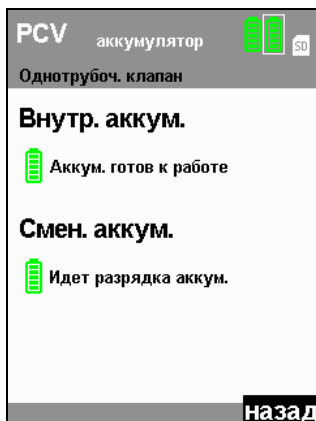 PCV аккумулятор SD
Однотрубоч. клапан
Внутр. аккум.
Аккум. готов к работе
Смен. аккум.
Идет разрядка аккум.
назад